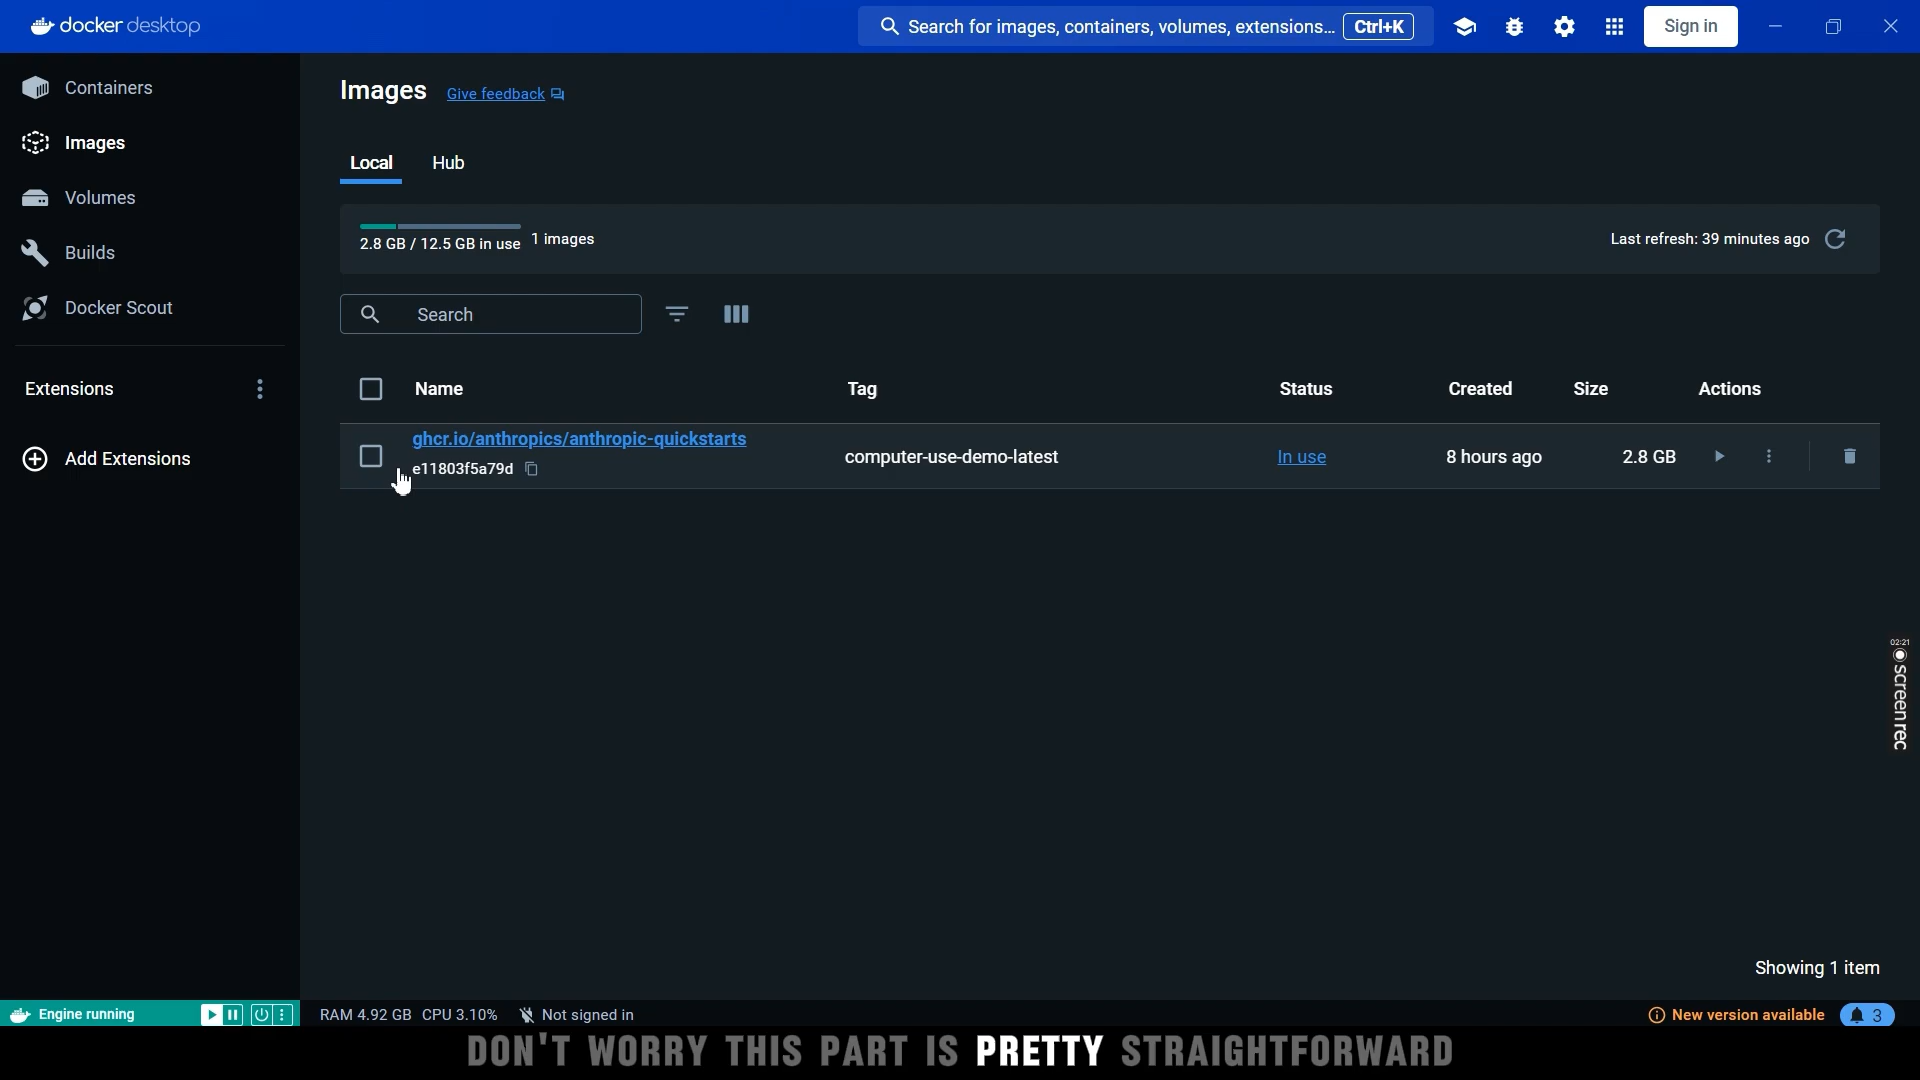 docker desktop
Search for images, containers, volumes, extensions... Ctrl+K
Sign in
Containers
Images
Volumes
Builds
Docker Scout
Extensions
Add Extensions
Images Give feedback
Local Hub
2.8 GB / 12.5 GB in use 1 images
Last refresh: 39 minutes ago
Search
Name Tag Status Created Size Actions
ghcr.io/anthropics/anthropic-quickstarts
e11803f5a79d
computer-use-demo-latest In use 8 hours ago 2.8 GB
Showing 1 item
02:21
screenrec
Engine running
RAM 4.92 GB CPU 3.10% Not signed in
New version available 3
DON'T WORRY THIS PART IS PRETTY STRAIGHTFORWARD